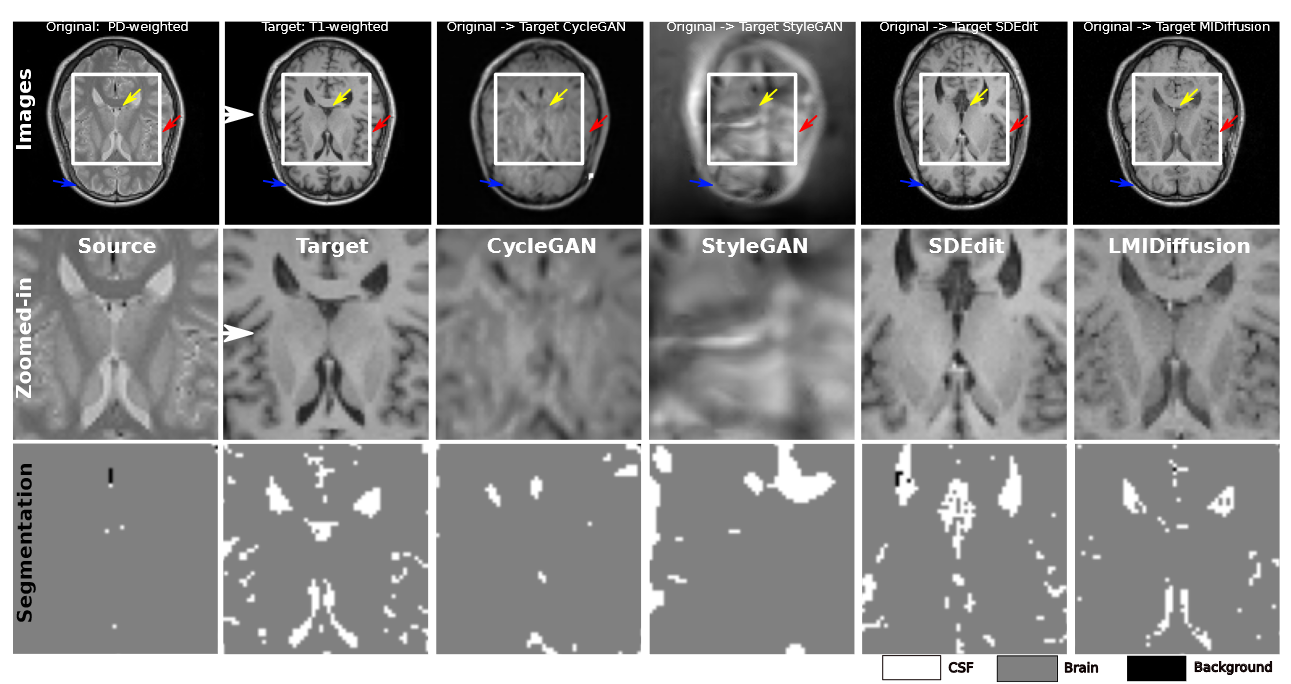 Original:  PD-weighted
Target: T1-weighted
Original -> Target CycleGAN
Original -> Target StyleGAN
Original -> Target SDEdit
Original -> Target MIDiffusion
Images
Source
Target
CycleGAN
StyleGAN
SDEdit
LMIDiffusion
Zoomed-in
Segmentation
CSF
Brain
Background